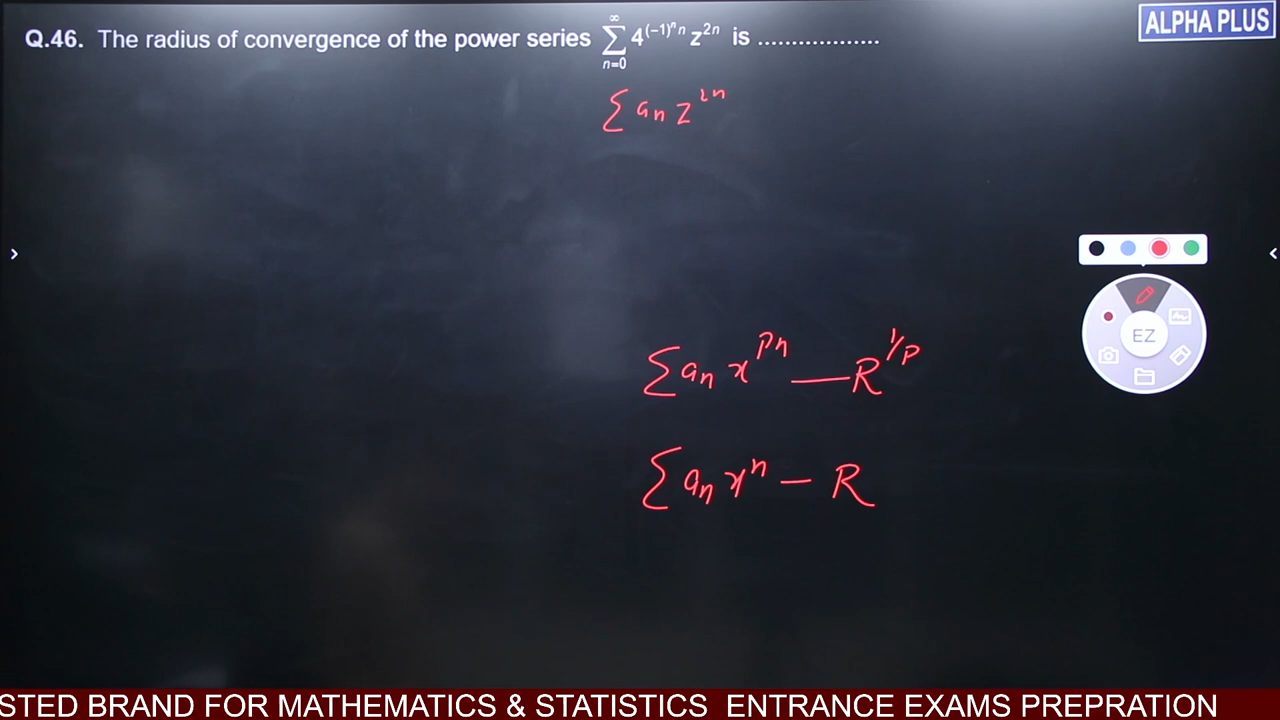 ALPHA PLUS
Q.46. The radius of convergence of the power series ∑_{n=0}^{∞} 4^{(-1)^n n} z^{2n} is ..................
∑ a_n z^{2n}
EZ
∑ a_n x^{pn} — R^{1/p}
∑ a_n x^n — R
STED BRAND FOR MATHEMATICS & STATISTICS ENTRANCE EXAMS PREPRATION